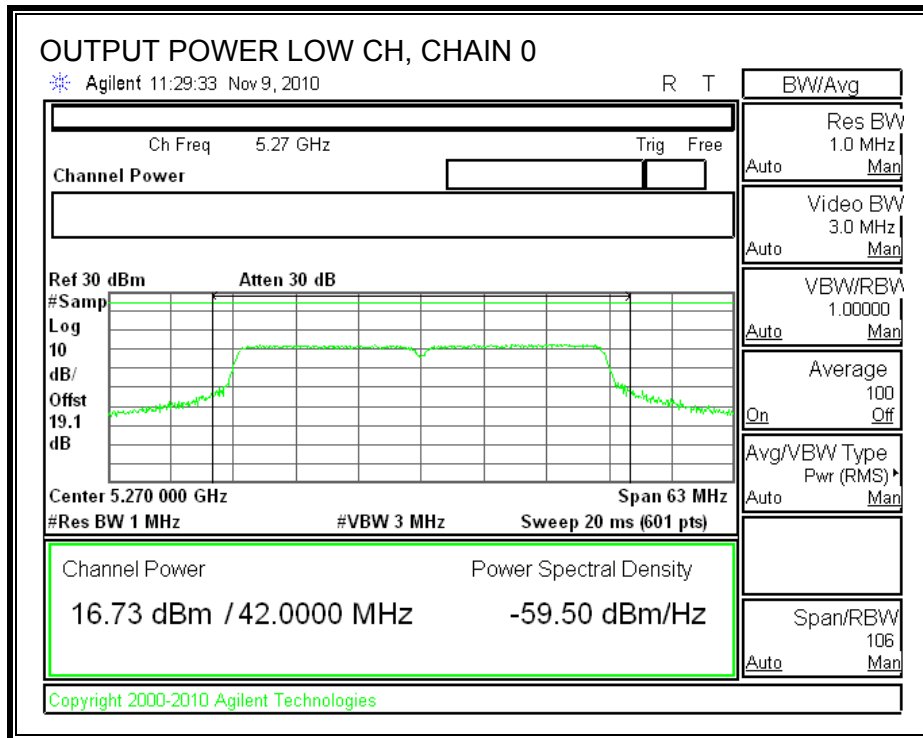 OUTPUT POWER LOW CH, CHAIN 0
Agilent 11:29:33 Nov 9, 2010 R T
Ch Freq 5.27 GHz Trig Free
Channel Power
Ref 30 dBm Atten 30 dB
#Samp
Log
10
dB/
Offst
19.1
dB
Center 5.270 000 GHz Span 63 MHz
#Res BW 1 MHz #VBW 3 MHz Sweep 20 ms (601 pts)
Channel Power Power Spectral Density
16.73 dBm / 42.0000 MHz -59.50 dBm/Hz
Copyright 2000-2010 Agilent Technologies
BW/Avg
Res BW
1.0 MHz
Auto Man
Video BW
3.0 MHz
Auto Man
VBW/RBW
1.00000
Auto Man
Average
100
On Off
Avg/VBW Type
Pwr (RMS)
Auto Man
Span/RBW
106
Auto Man